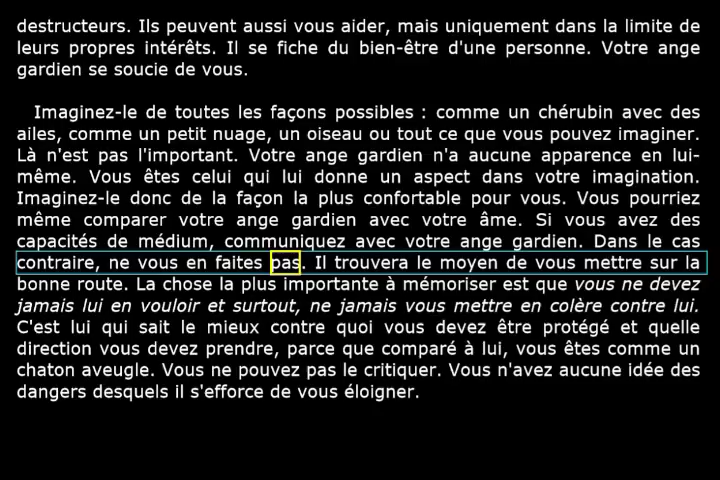 destructeurs. Ils peuvent aussi vous aider, mais uniquement dans la limite de
leurs propres intérêts. Il se fiche du bien-être d'une personne. Votre ange
gardien se soucie de vous.
Imaginez-le de toutes les façons possibles : comme un chérubin avec des
ailes, comme un petit nuage, un oiseau ou tout ce que vous pouvez imaginer.
Là n'est pas l'important. Votre ange gardien n'a aucune apparence en lui-
même. Vous êtes celui qui lui donne un aspect dans votre imagination.
Imaginez-le donc de la façon la plus confortable pour vous. Vous pourriez
même comparer votre ange gardien avec votre âme. Si vous avez des
capacités de médium, communiquez avec votre ange gardien. Dans le cas
contraire, ne vous en faites pas. Il trouvera le moyen de vous mettre sur la
bonne route. La chose la plus importante à mémoriser est que vous ne devez
jamais lui en vouloir et surtout, ne jamais vous mettre en colère contre lui.
C'est lui qui sait le mieux contre quoi vous devez être protégé et quelle
direction vous devez prendre, parce que comparé à lui, vous êtes comme un
chaton aveugle. Vous ne pouvez pas le critiquer. Vous n'avez aucune idée des
dangers desquels il s'efforce de vous éloigner.